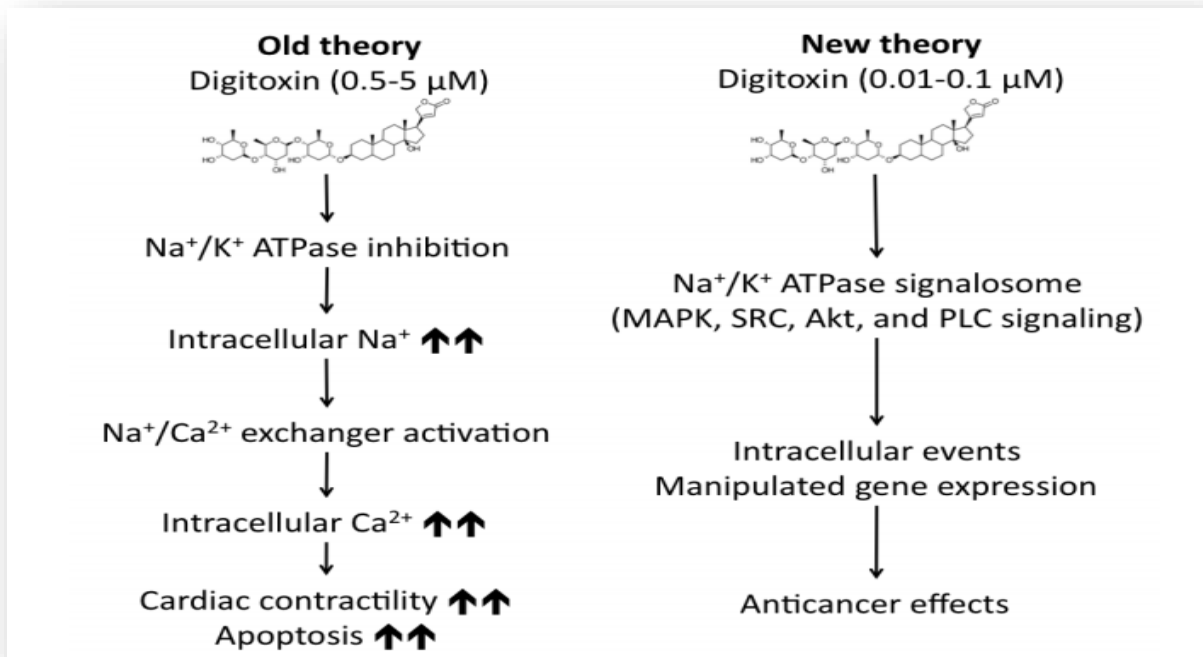 Old theory
Digitoxin (0.5-5 μM)
Na⁺/K⁺ ATPase inhibition
Intracellular Na⁺ ⬆⬆
Na⁺/Ca²⁺ exchanger activation
Intracellular Ca²⁺ ⬆⬆
Cardiac contractility ⬆⬆
Apoptosis ⬆⬆
New theory
Digitoxin (0.01-0.1 μM)
Na⁺/K⁺ ATPase signalosome
(MAPK, SRC, Akt, and PLC signaling)
Intracellular events
Manipulated gene expression
Anticancer effects